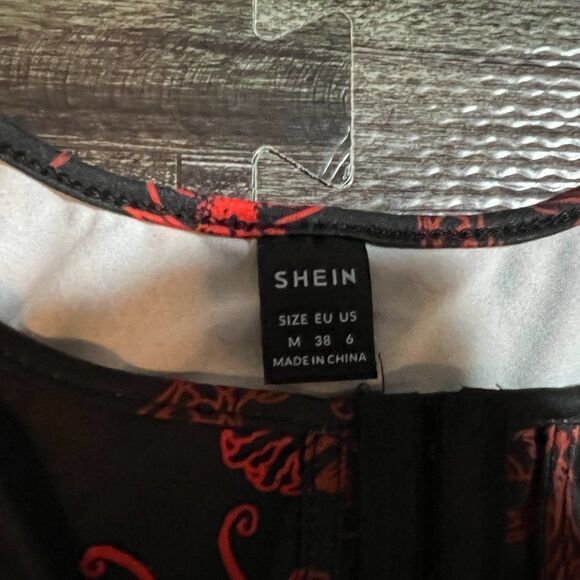 SHEIN
SIZE EU US
M 38 6
MADE IN CHINA